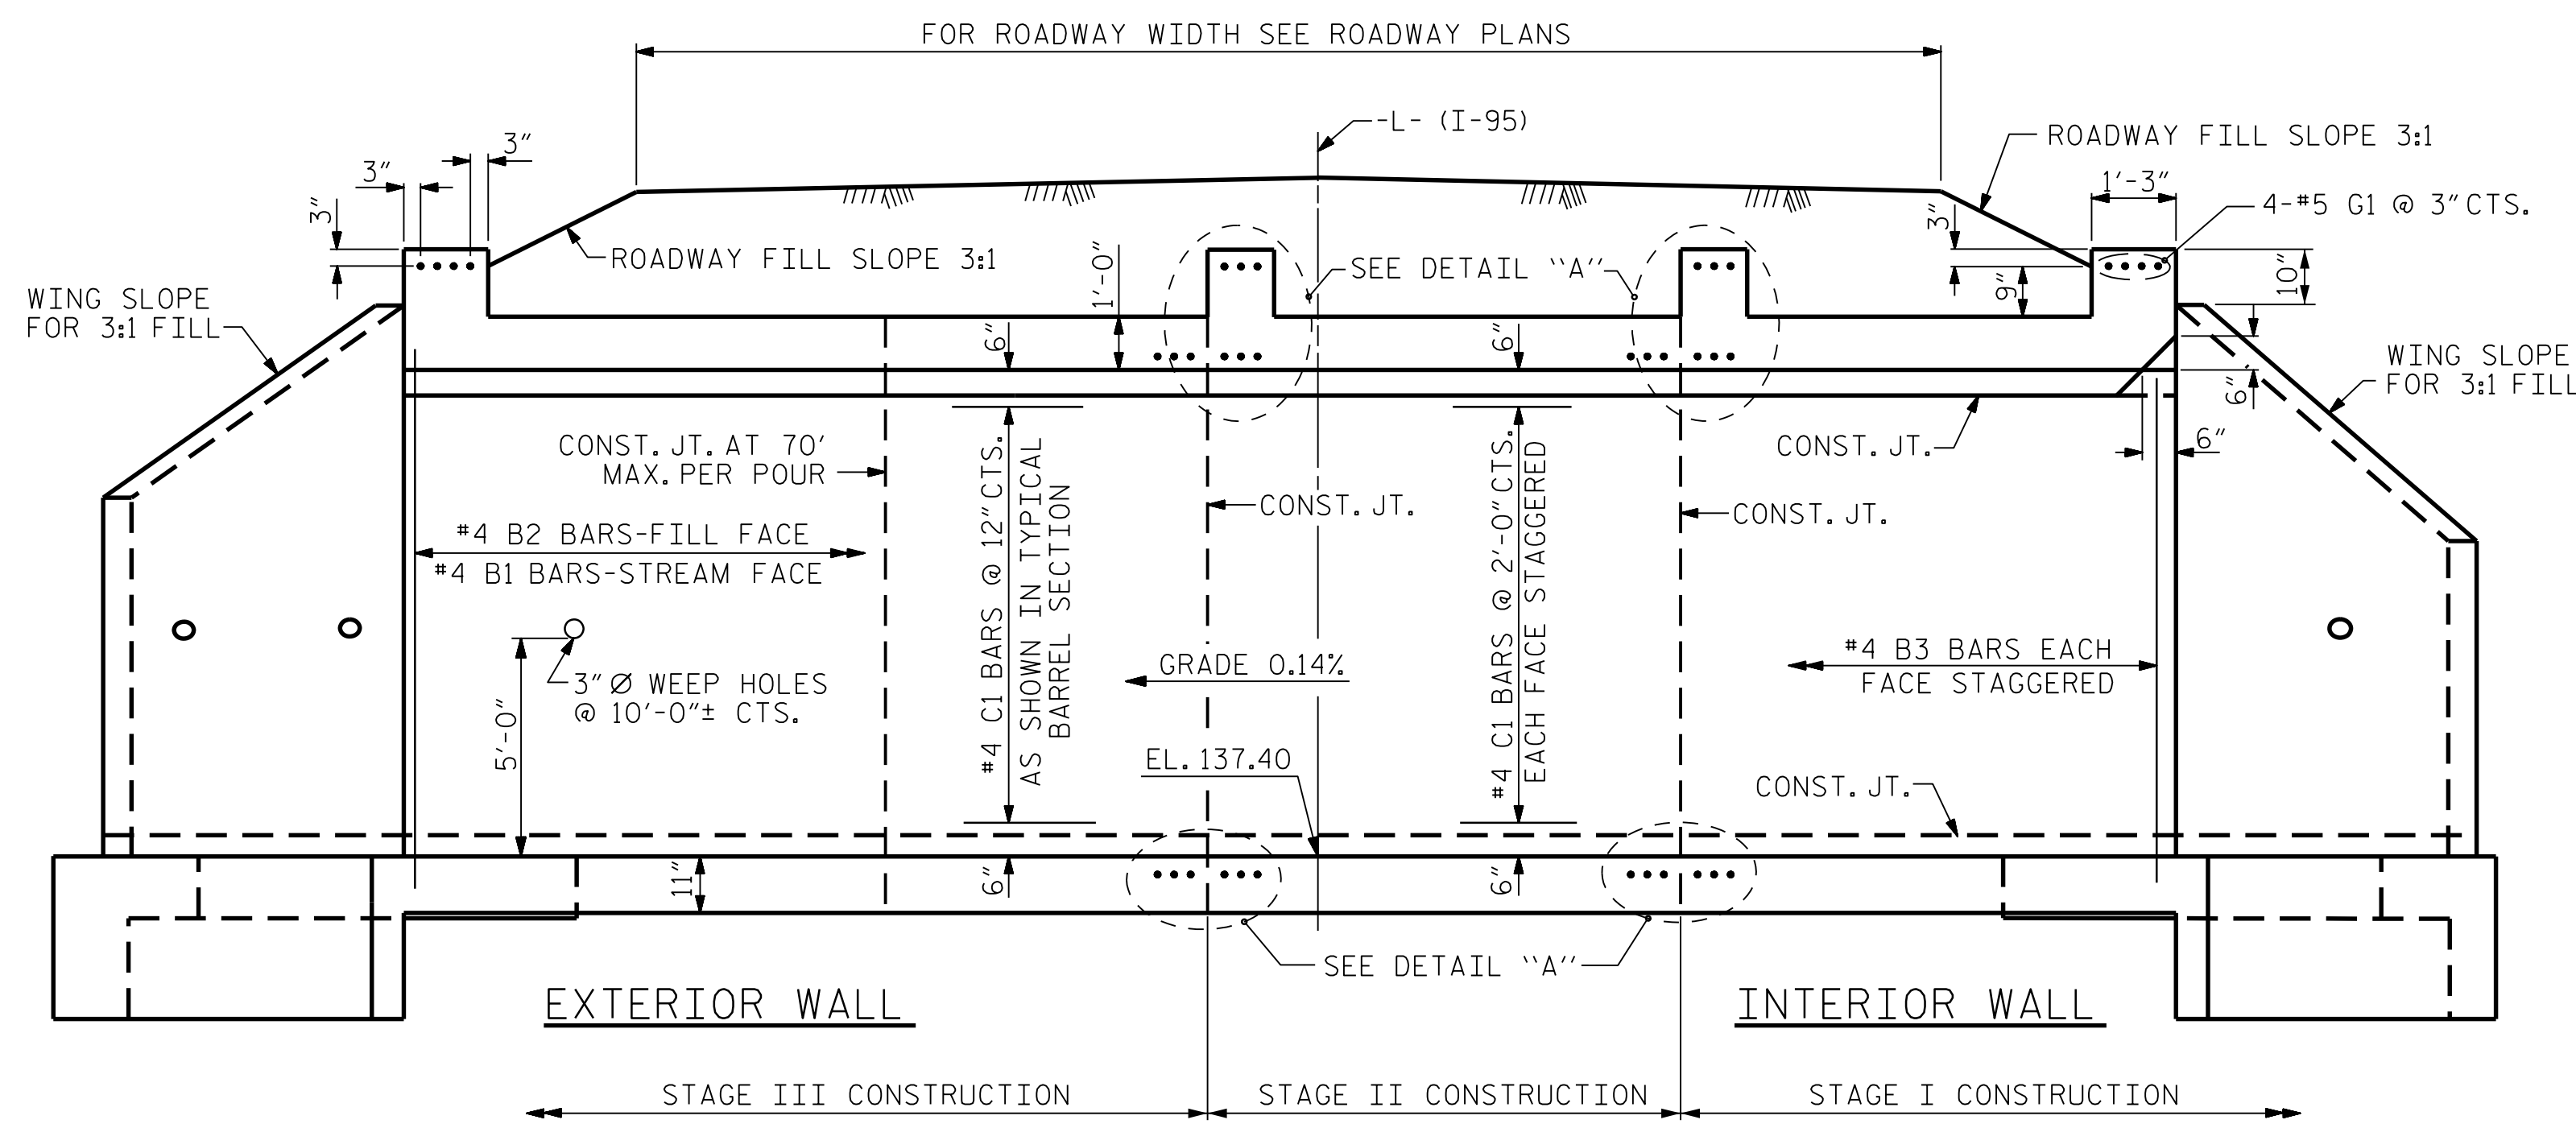 FOR ROADWAY WIDTH SEE ROADWAY PLANS
-L- (I-95)
ROADWAY FILL SLOPE 3:1
3"
3"
3"
1'-3"
3"
4-#5 G1 @ 3" CTS.
ROADWAY FILL SLOPE 3:1
SEE DETAIL "A"
1'-0"
9"
10"
WING SLOPE
FOR 3:1 FILL
6"
6"
WING SLOPE
FOR 3:1 FILL
6"
6"
CONST. JT. AT 70'
MAX. PER POUR
CONST. JT.
CONST. JT.
CONST. JT.
#4 B2 BARS-FILL FACE
#4 B1 BARS-STREAM FACE
#4 C1 BARS @ 12" CTS.
AS SHOWN IN TYPICAL
BARREL SECTION
#4 C1 BARS @ 2'-0" CTS.
EACH FACE STAGGERED
GRADE 0.14%
#4 B3 BARS EACH
FACE STAGGERED
3" Ø WEEP HOLES
@ 10'-0"± CTS.
5'-0"
EL. 137.40
CONST. JT.
11"
6"
6"
SEE DETAIL "A"
EXTERIOR WALL
INTERIOR WALL
STAGE III CONSTRUCTION
STAGE II CONSTRUCTION
STAGE I CONSTRUCTION